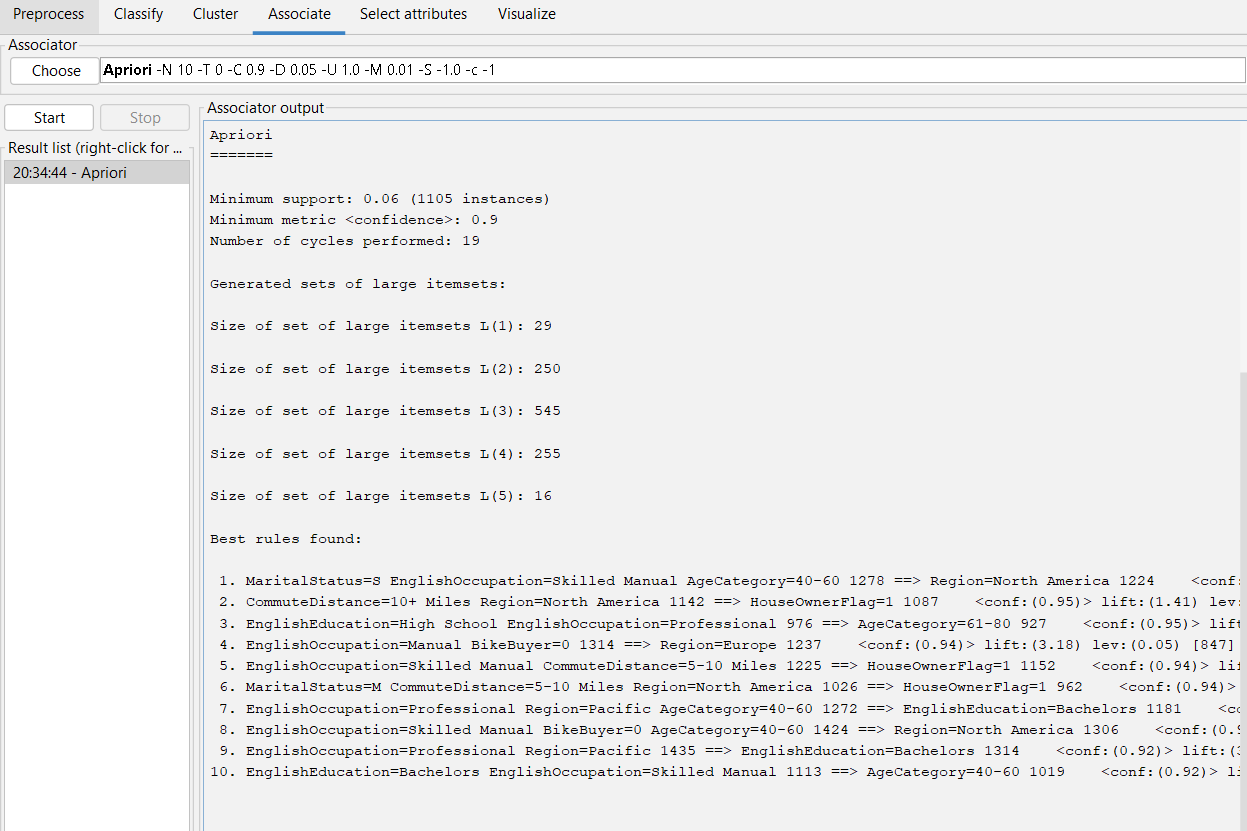 Preprocess Classify Cluster Associate Select attributes Visualize
Associator
Choose Apriori -N 10 -T 0 -C 0.9 -D 0.05 -U 1.0 -M 0.01 -S -1.0 -c -1
Start Stop
Result list (right-click for ...
20:34:44 - Apriori
Associator output
Apriori
=======
Minimum support: 0.06 (1105 instances)
Minimum metric <confidence>: 0.9
Number of cycles performed: 19
Generated sets of large itemsets:
Size of set of large itemsets L(1): 29
Size of set of large itemsets L(2): 250
Size of set of large itemsets L(3): 545
Size of set of large itemsets L(4): 255
Size of set of large itemsets L(5): 16
Best rules found:
1. MaritalStatus=S EnglishOccupation=Skilled Manual AgeCategory=40-60 1278 ==> Region=North America 1224 <conf:
2. CommuteDistance=10+ Miles Region=North America 1142 ==> HouseOwnerFlag=1 1087 <conf:(0.95)> lift:(1.41) lev:
3. EnglishEducation=High School EnglishOccupation=Professional 976 ==> AgeCategory=61-80 927 <conf:(0.95)> lift
4. EnglishOccupation=Manual BikeBuyer=0 1314 ==> Region=Europe 1237 <conf:(0.94)> lift:(3.18) lev:(0.05) [847]
5. EnglishOccupation=Skilled Manual CommuteDistance=5-10 Miles 1225 ==> HouseOwnerFlag=1 1152 <conf:(0.94)> lif
6. MaritalStatus=M CommuteDistance=5-10 Miles Region=North America 1026 ==> HouseOwnerFlag=1 962 <conf:(0.94)>
7. EnglishOccupation=Professional Region=Pacific AgeCategory=40-60 1272 ==> EnglishEducation=Bachelors 1181 <co
8. EnglishOccupation=Skilled Manual BikeBuyer=0 AgeCategory=40-60 1424 ==> Region=North America 1306 <conf:(0.9
9. EnglishOccupation=Professional Region=Pacific 1435 ==> EnglishEducation=Bachelors 1314 <conf:(0.92)> lift:(3
10. EnglishEducation=Bachelors EnglishOccupation=Skilled Manual 1113 ==> AgeCategory=40-60 1019 <conf:(0.92)> li